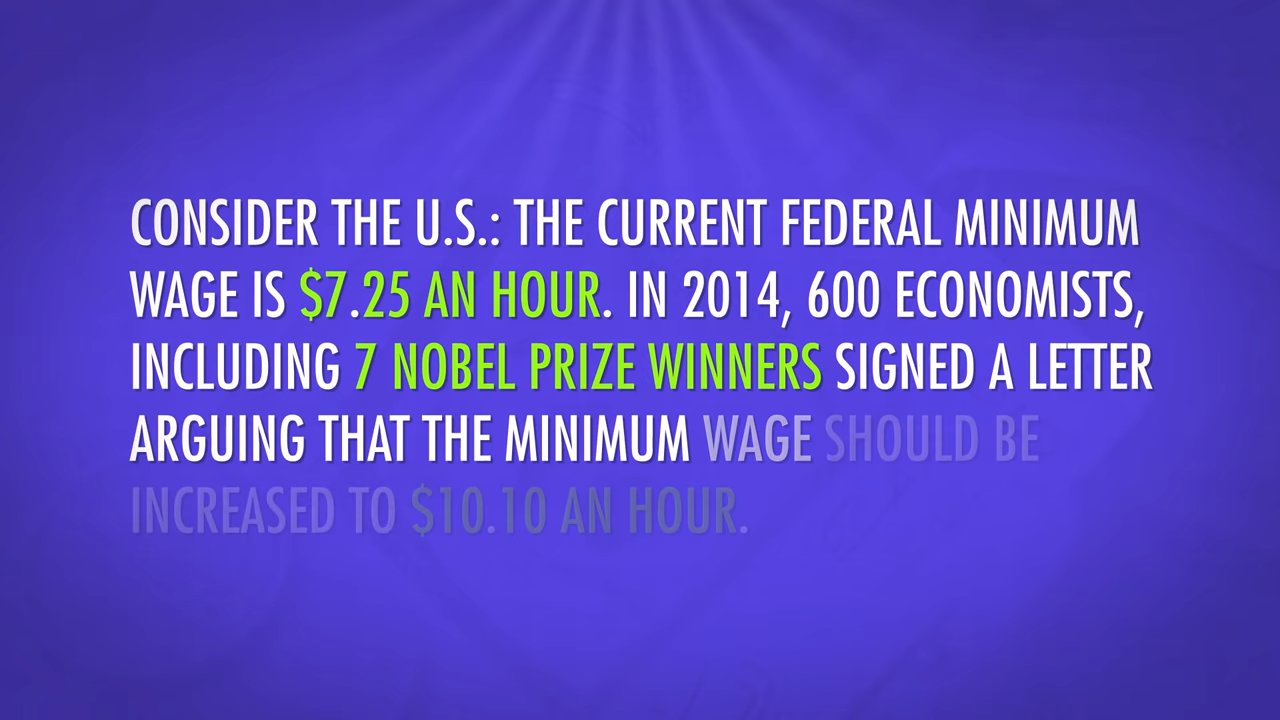 CONSIDER THE U.S.: THE CURRENT FEDERAL MINIMUM
WAGE IS $7.25 AN HOUR. IN 2014, 600 ECONOMISTS,
INCLUDING 7 NOBEL PRIZE WINNERS SIGNED A LETTER
ARGUING THAT THE MINIMUM WAGE SHOULD BE
INCREASED TO $10.10 AN HOUR.